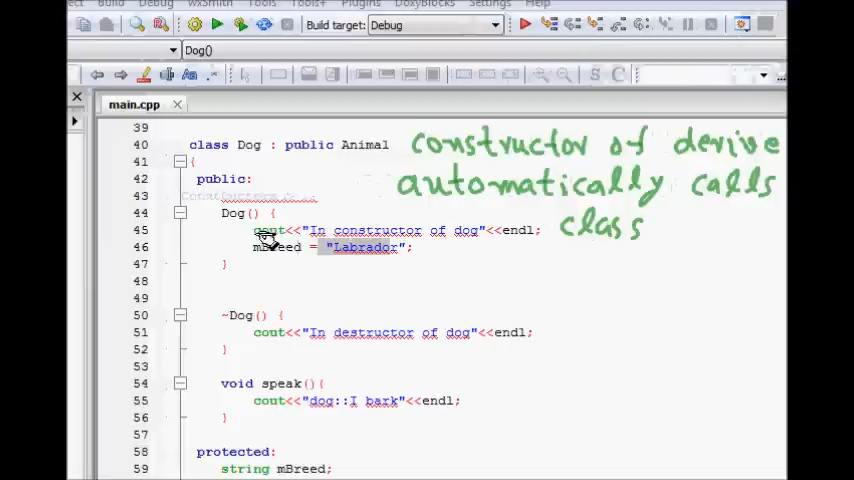 Build Debug wxSmith Tools Tools+ Plugins DoxyBlocks Settings Help
Build target: Debug
Dog()
main.cpp
39
40 class Dog : public Animal
41 {
42 public:
43
44 Dog() {
45 cout<<"In constructor of dog"<<endl;
46 mBreed = "Labrador";
47 }
48
49
50 ~Dog() {
51 cout<<"In destructor of dog"<<endl;
52 }
53
54 void speak(){
55 cout<<"dog::I bark"<<endl;
56 }
57
58 protected:
59 string mBreed;
constructor of derive
automatically calls
class